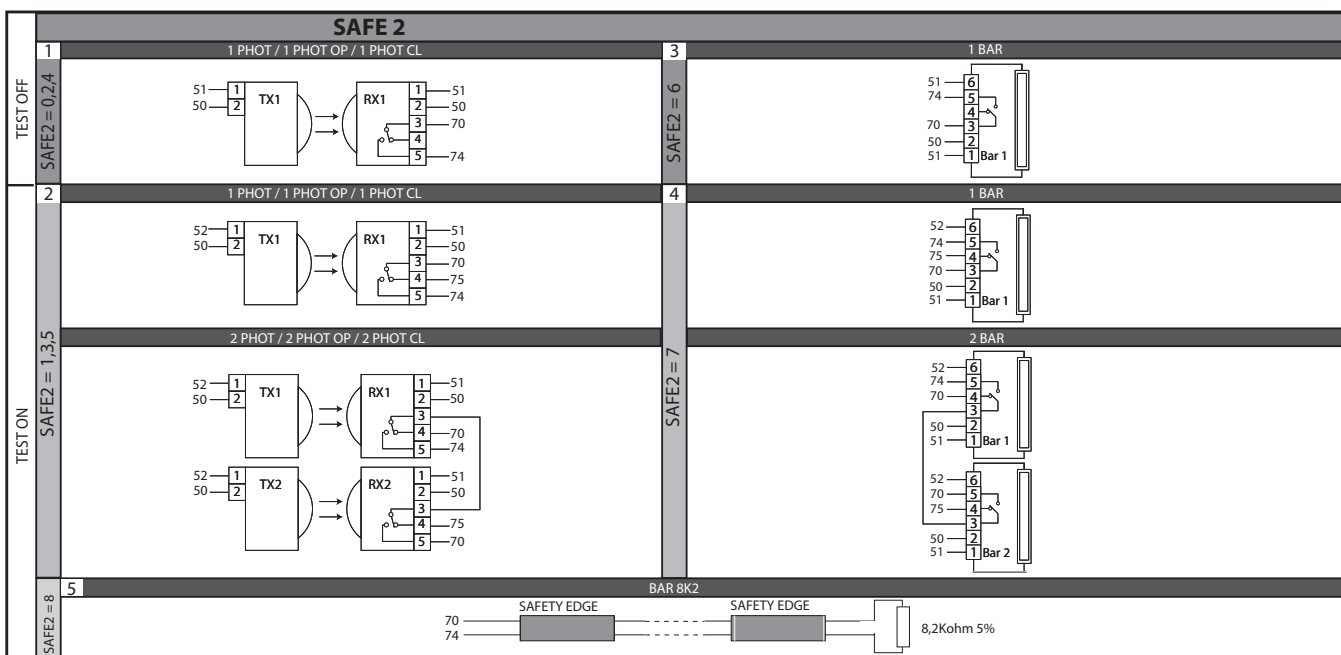 SAFE 2
TEST OFF
SAFE2 = 0,2,4
1
1 PHOT / 1 PHOT OP / 1 PHOT CL
51 1
50 2
TX1
RX1
1 51
2 50
3 70
4
5 74
SAFE2 = 6
3
1 BAR
51 6
74 5
4
70 3
50 2
51 1 Bar 1
TEST ON
SAFE2 = 1,3,5
2
1 PHOT / 1 PHOT OP / 1 PHOT CL
52 1
50 2
TX1
RX1
1 51
2 50
3 70
4 75
5 74
2 PHOT / 2 PHOT OP / 2 PHOT CL
52 1
50 2
TX1
RX1
1 51
2 50
3
4 70
5 74
52 1
50 2
TX2
RX2
1 51
2 50
3
4 75
5 70
SAFE2 = 7
4
1 BAR
52 6
74 5
75 4
70 3
50 2
51 1 Bar 1
2 BAR
52 6
74 5
70 4
3
50 2
51 1 Bar 1
52 6
70 5
75 4
3
50 2
51 1 Bar 2
SAFE2 = 8
5
BAR 8K2
SAFETY EDGE
SAFETY EDGE
70
74
8,2Kohm 5%